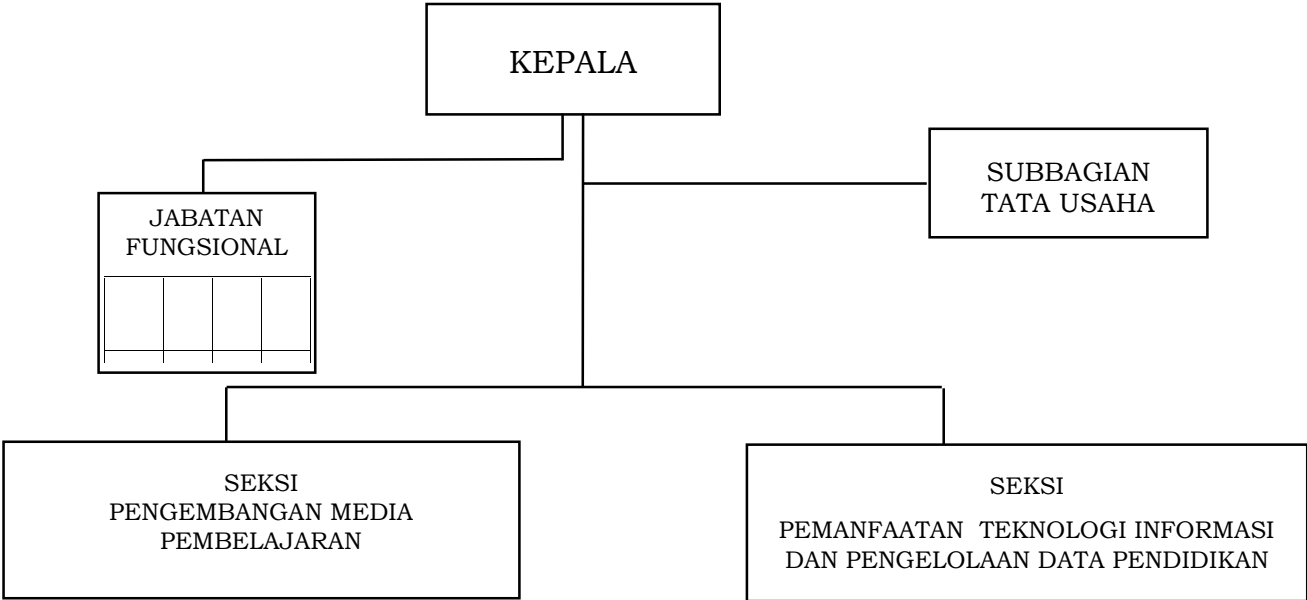 KEPALA
SUBBAGIAN
TATA USAHA
JABATAN
FUNGSIONAL
SEKSI
PENGEMBANGAN MEDIA
PEMBELAJARAN
SEKSI
PEMANFAATAN TEKNOLOGI INFORMASI
DAN PENGELOLAAN DATA PENDIDIKAN